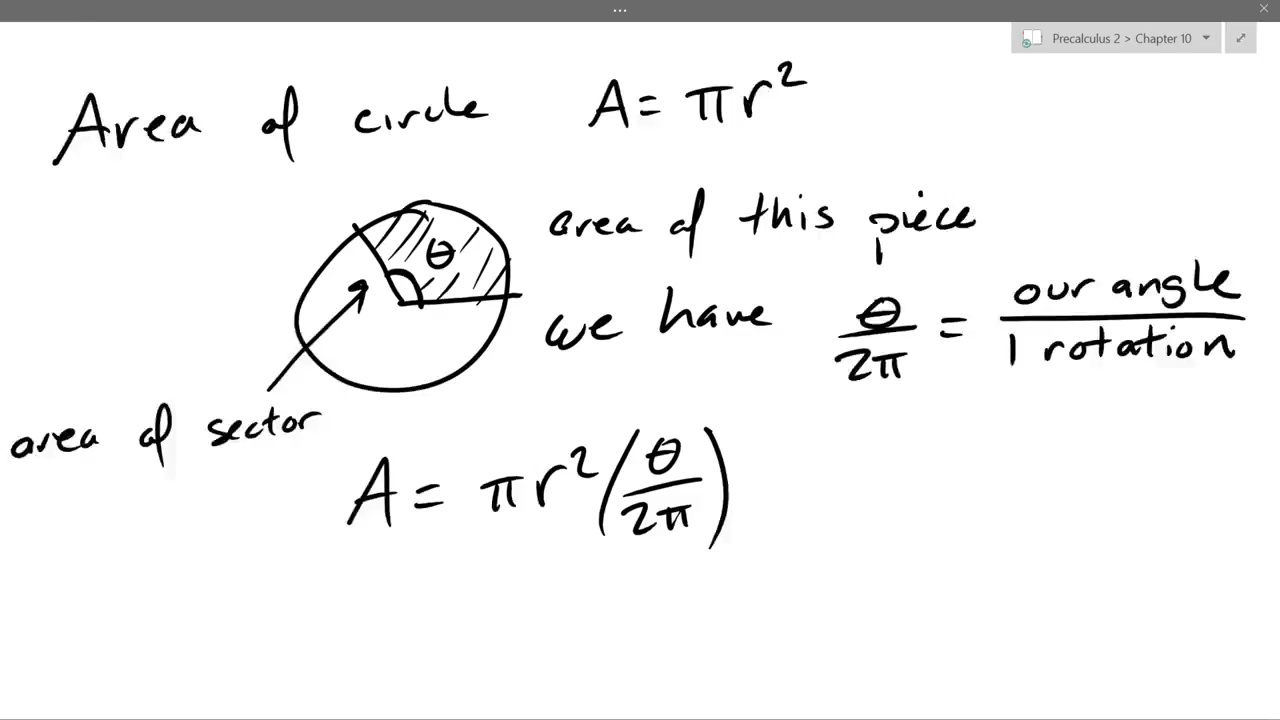 ...
Precalculus 2 > Chapter 10
Area of circle A = πr²
area of this piece
θ
we have θ/2π = our angle/1 rotation
area of sector
A = πr²(θ/2π)